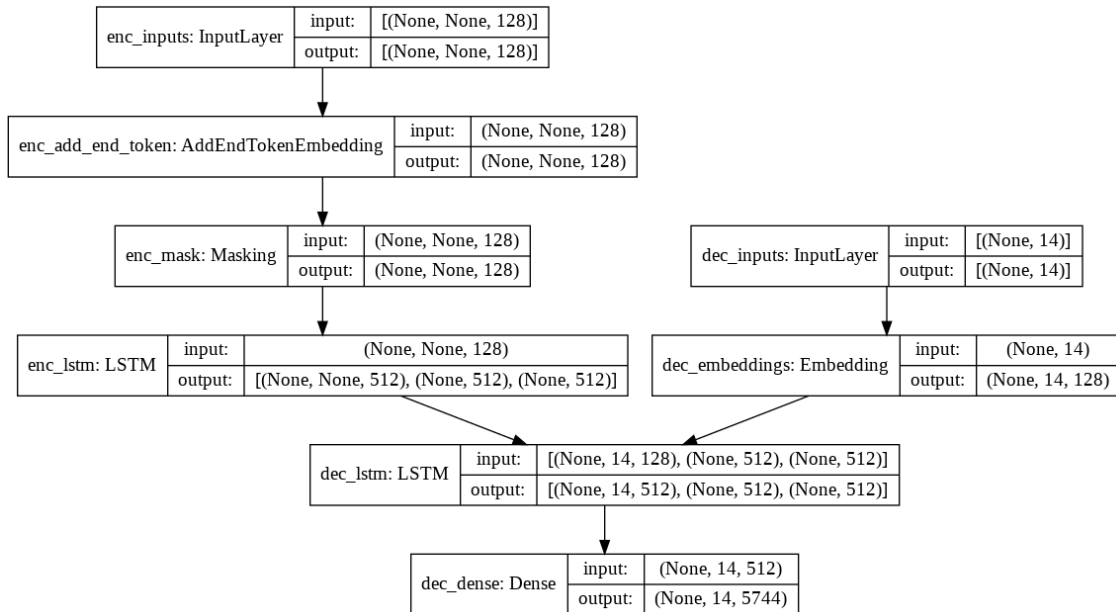 enc_inputs: InputLayer input: [(None, None, 128)]
output: [(None, None, 128)]
enc_add_end_token: AddEndTokenEmbedding input: (None, None, 128)
output: (None, None, 128)
enc_mask: Masking input: (None, None, 128)
output: (None, None, 128)
dec_inputs: InputLayer input: [(None, 14)]
output: [(None, 14)]
enc_lstm: LSTM input: (None, None, 128)
output: [(None, None, 512), (None, 512), (None, 512)]
dec_embeddings: Embedding input: (None, 14)
output: (None, 14, 128)
dec_lstm: LSTM input: [(None, 14, 128), (None, 512), (None, 512)]
output: [(None, 14, 512), (None, 512), (None, 512)]
dec_dense: Dense input: (None, 14, 512)
output: (None, 14, 5744)